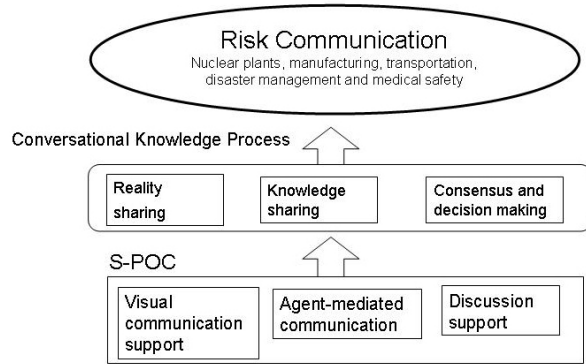 Risk Communication
Nuclear plants, manufacturing, transportation,
disaster management and medical safety
Conversational Knowledge Process
Reality
sharing
Knowledge
sharing
Consensus and
decision making
S-POC
Visual
communication
support
Agent-mediated
communication
Discussion
support